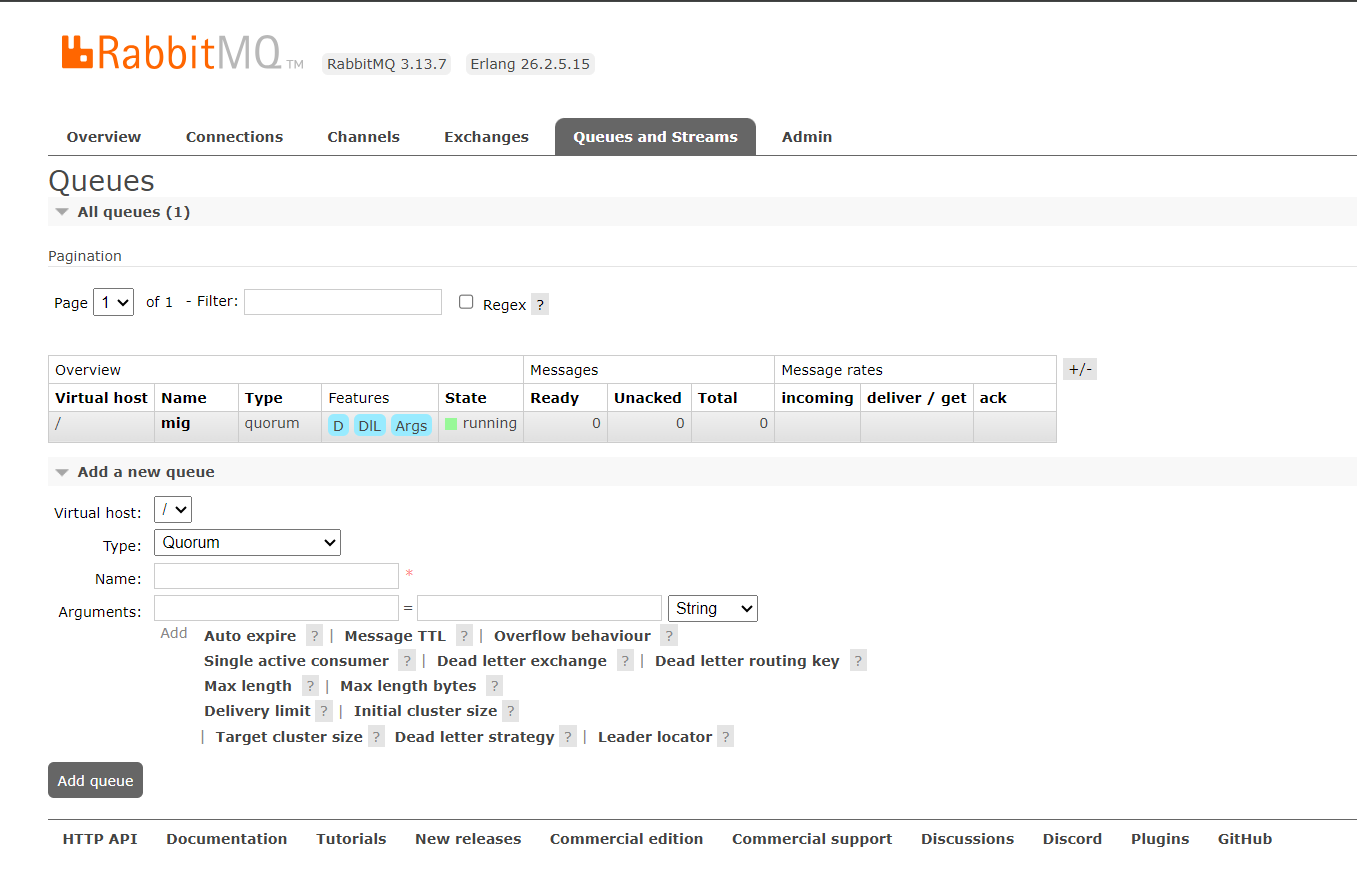 RabbitMQ TM RabbitMQ 3.13.7 Erlang 26.2.5.15
Overview Connections Channels Exchanges Queues and Streams Admin
Queues
All queues (1)
Pagination
Page 1 of 1 - Filter: Regex ?
Overview Messages Message rates +/-
Virtual host Name Type Features State Ready Unacked Total incoming deliver / get ack
/ mig quorum D DlL Args running 0 0 0
Add a new queue
Virtual host: /
Type: Quorum
Name: *
Arguments: = String
Add Auto expire ? | Message TTL ? | Overflow behaviour ?
Single active consumer ? | Dead letter exchange ? | Dead letter routing key ?
Max length ? | Max length bytes ?
Delivery limit ? | Initial cluster size ?
| Target cluster size ? Dead letter strategy ? | Leader locator ?
Add queue
HTTP API Documentation Tutorials New releases Commercial edition Commercial support Discussions Discord Plugins GitHub